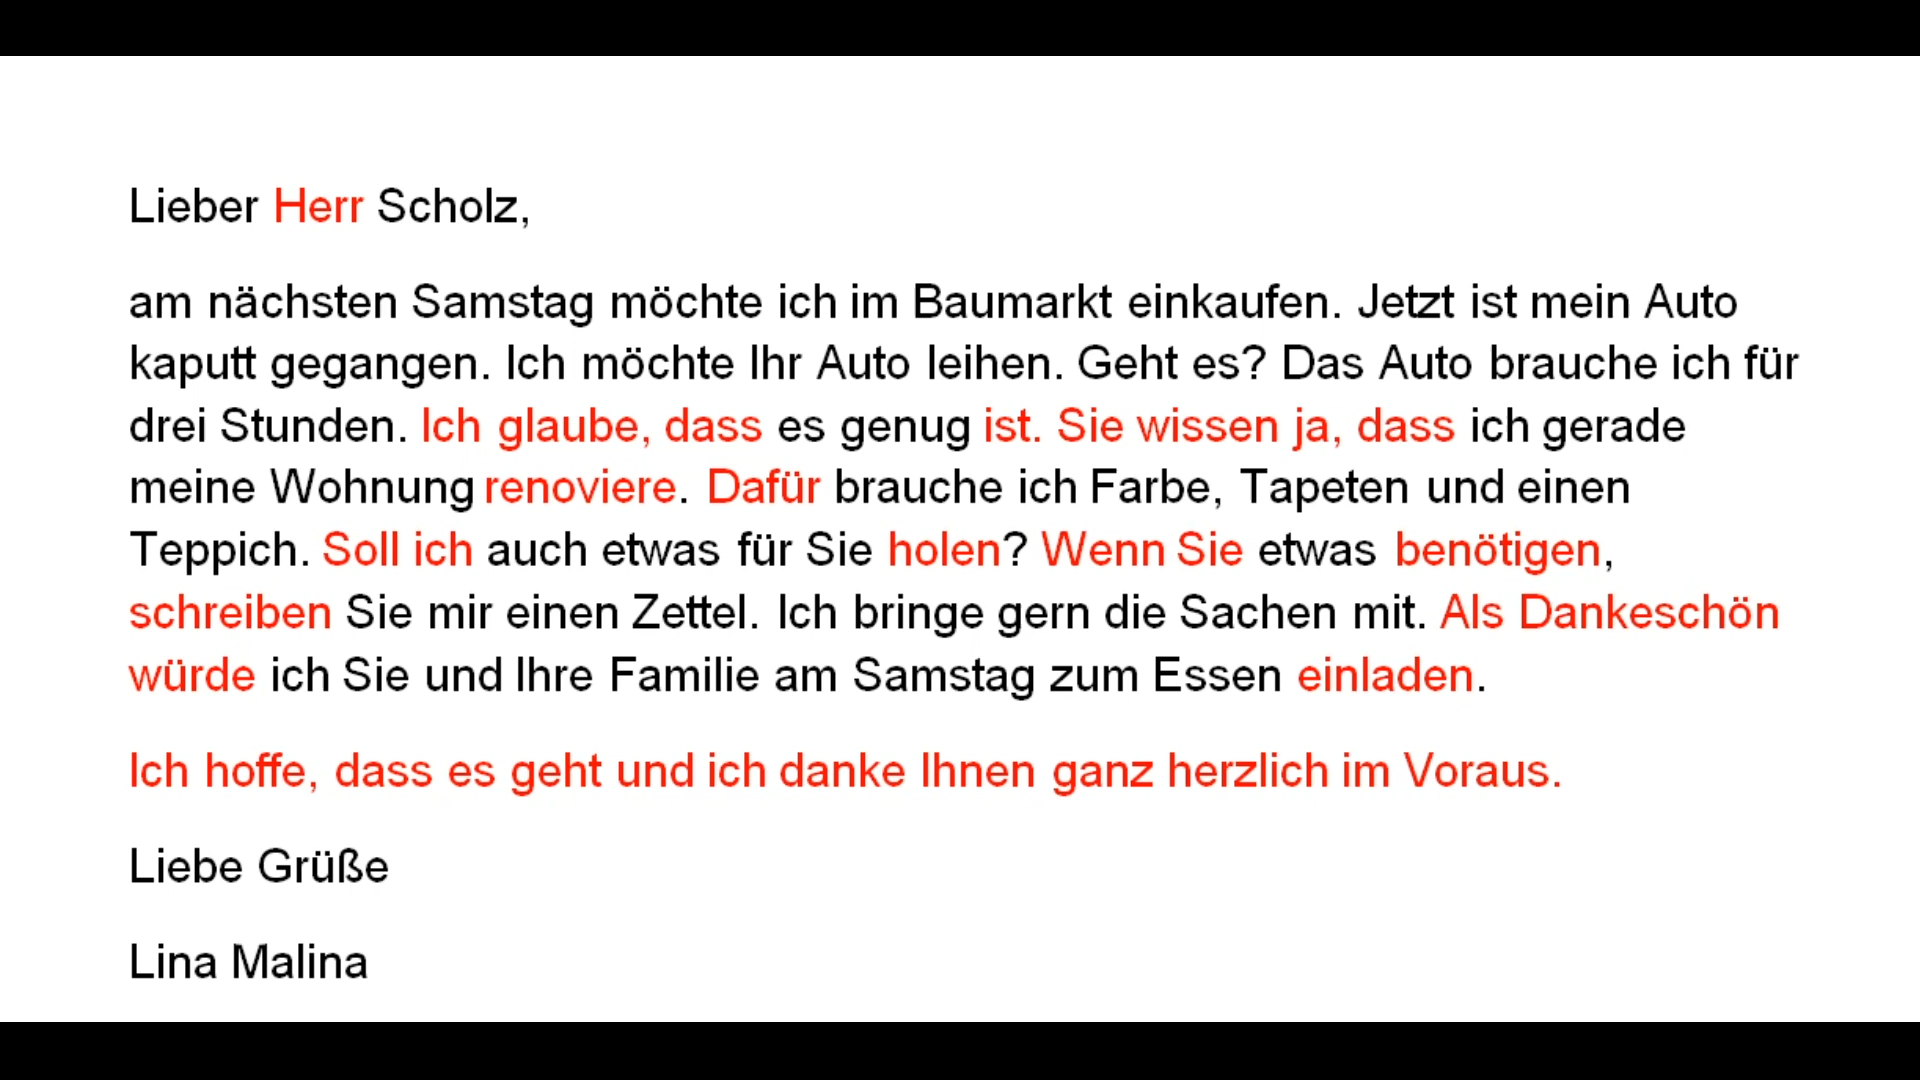 Lieber Herr Scholz,
am nächsten Samstag möchte ich im Baumarkt einkaufen. Jetzt ist mein Auto
kaputt gegangen. Ich möchte Ihr Auto leihen. Geht es? Das Auto brauche ich für
drei Stunden. Ich glaube, dass es genug ist. Sie wissen ja, dass ich gerade
meine Wohnung renoviere. Dafür brauche ich Farbe, Tapeten und einen
Teppich. Soll ich auch etwas für Sie holen? Wenn Sie etwas benötigen,
schreiben Sie mir einen Zettel. Ich bringe gern die Sachen mit. Als Dankeschön
würde ich Sie und Ihre Familie am Samstag zum Essen einladen.
Ich hoffe, dass es geht und ich danke Ihnen ganz herzlich im Voraus.
Liebe Grüße
Lina Malina